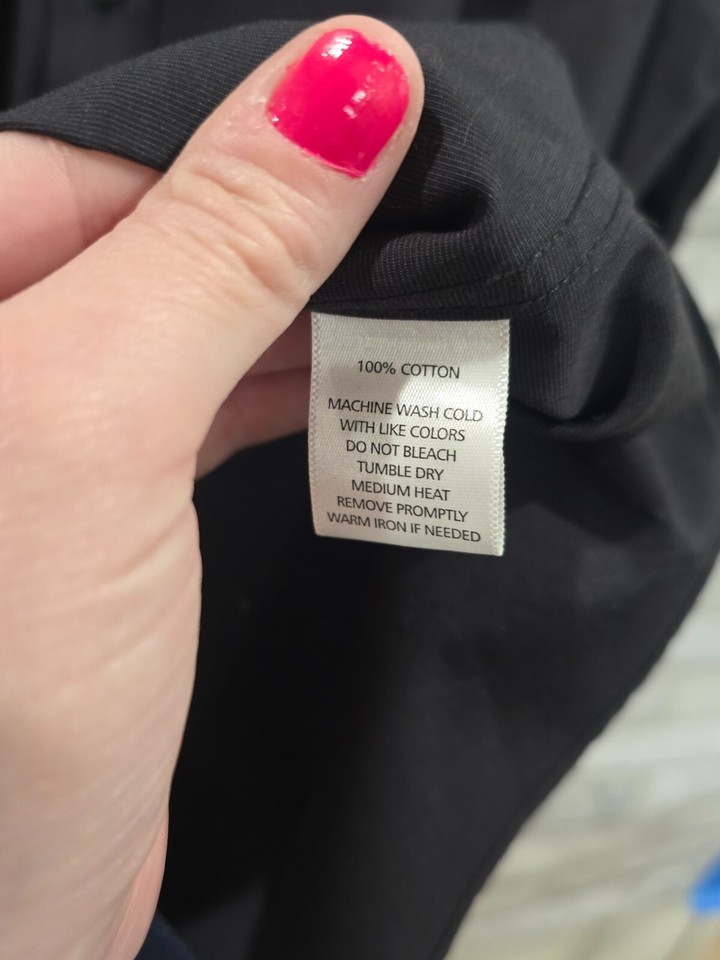 100% COTTON
MACHINE WASH COLD
WITH LIKE COLORS
DO NOT BLEACH
TUMBLE DRY
MEDIUM HEAT
REMOVE PROMPTLY
WARM IRON IF NEEDED